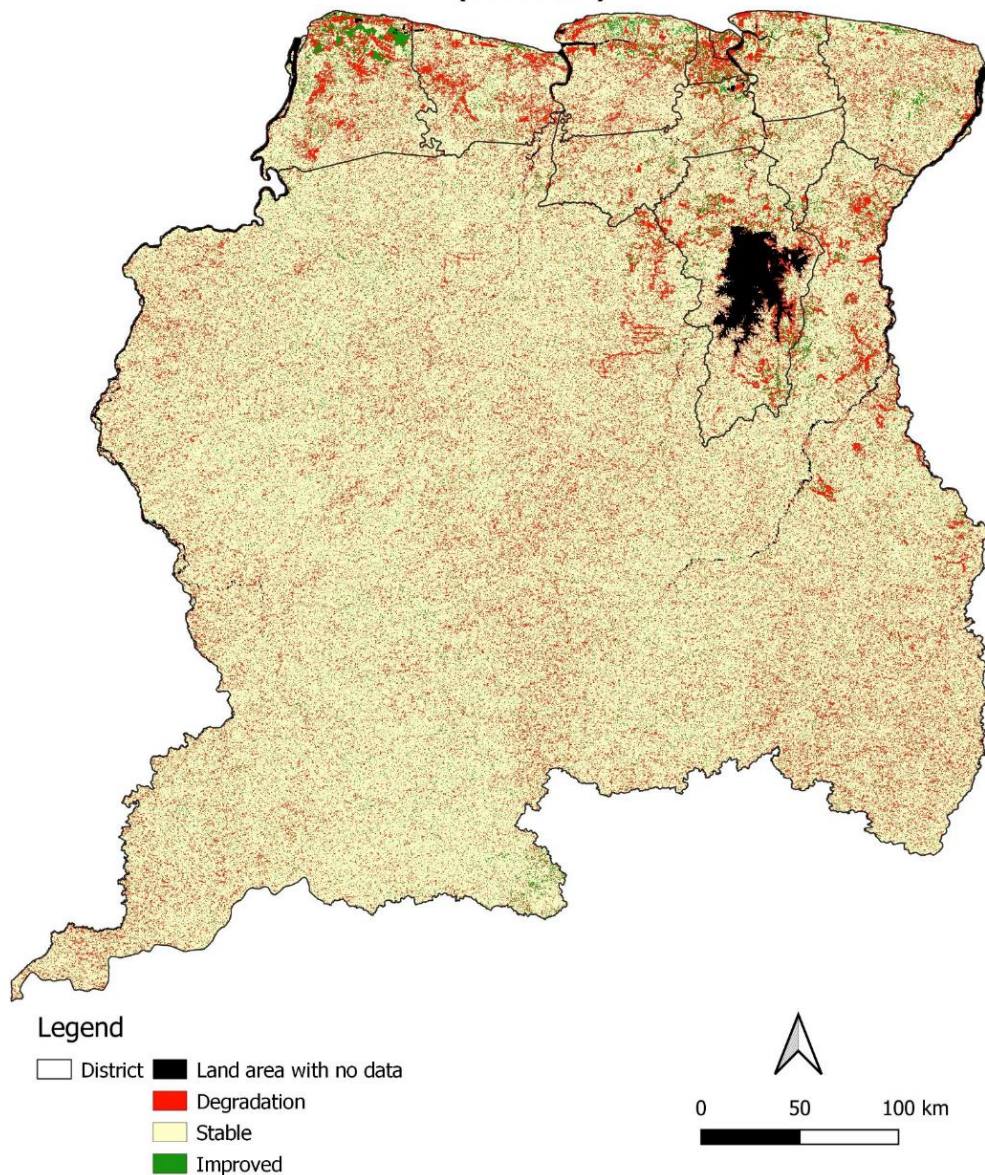 Legend
District
Land area with no data
Degradation
Stable
Improved
0 50 100 km